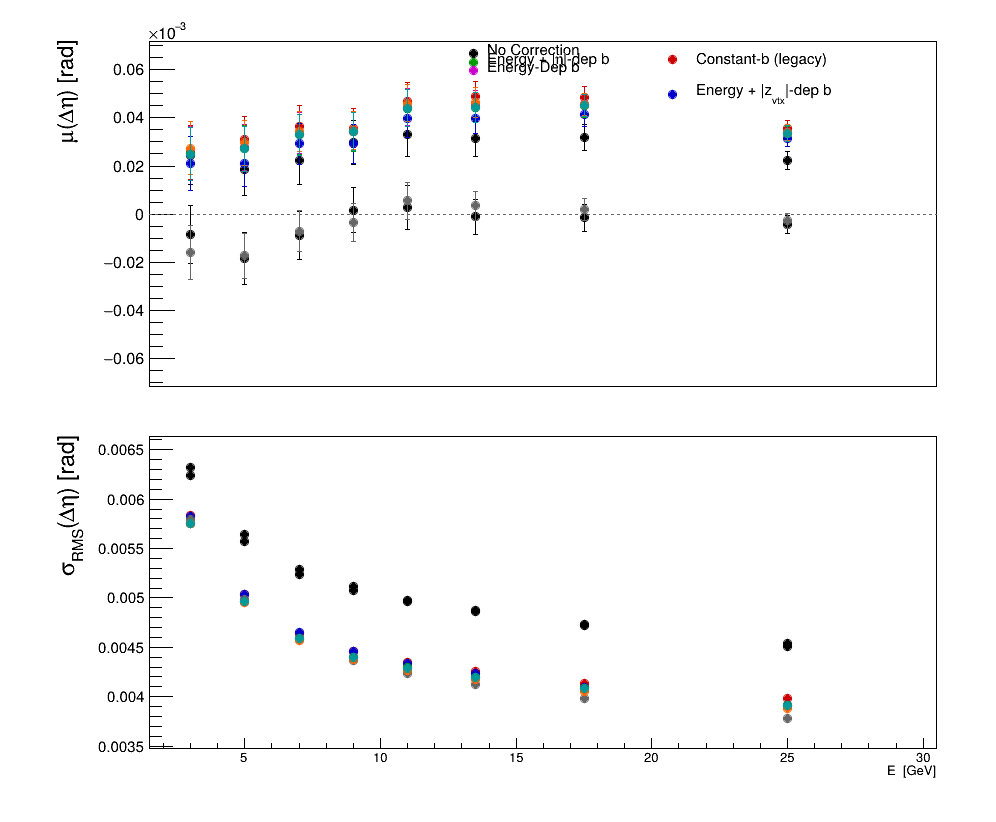 ×10⁻³
μ(Δη) [rad]
0.06
0.04
0.02
0
−0.02
−0.04
−0.06
No Correction
Energy + |η|-dep b
Energy-Dep b
Constant-b (legacy)
Energy + |z_vtx|-dep b
σ_RMS(Δη) [rad]
0.0065
0.006
0.0055
0.005
0.0045
0.004
0.0035
5 10 15 20 25 30
E [GeV]